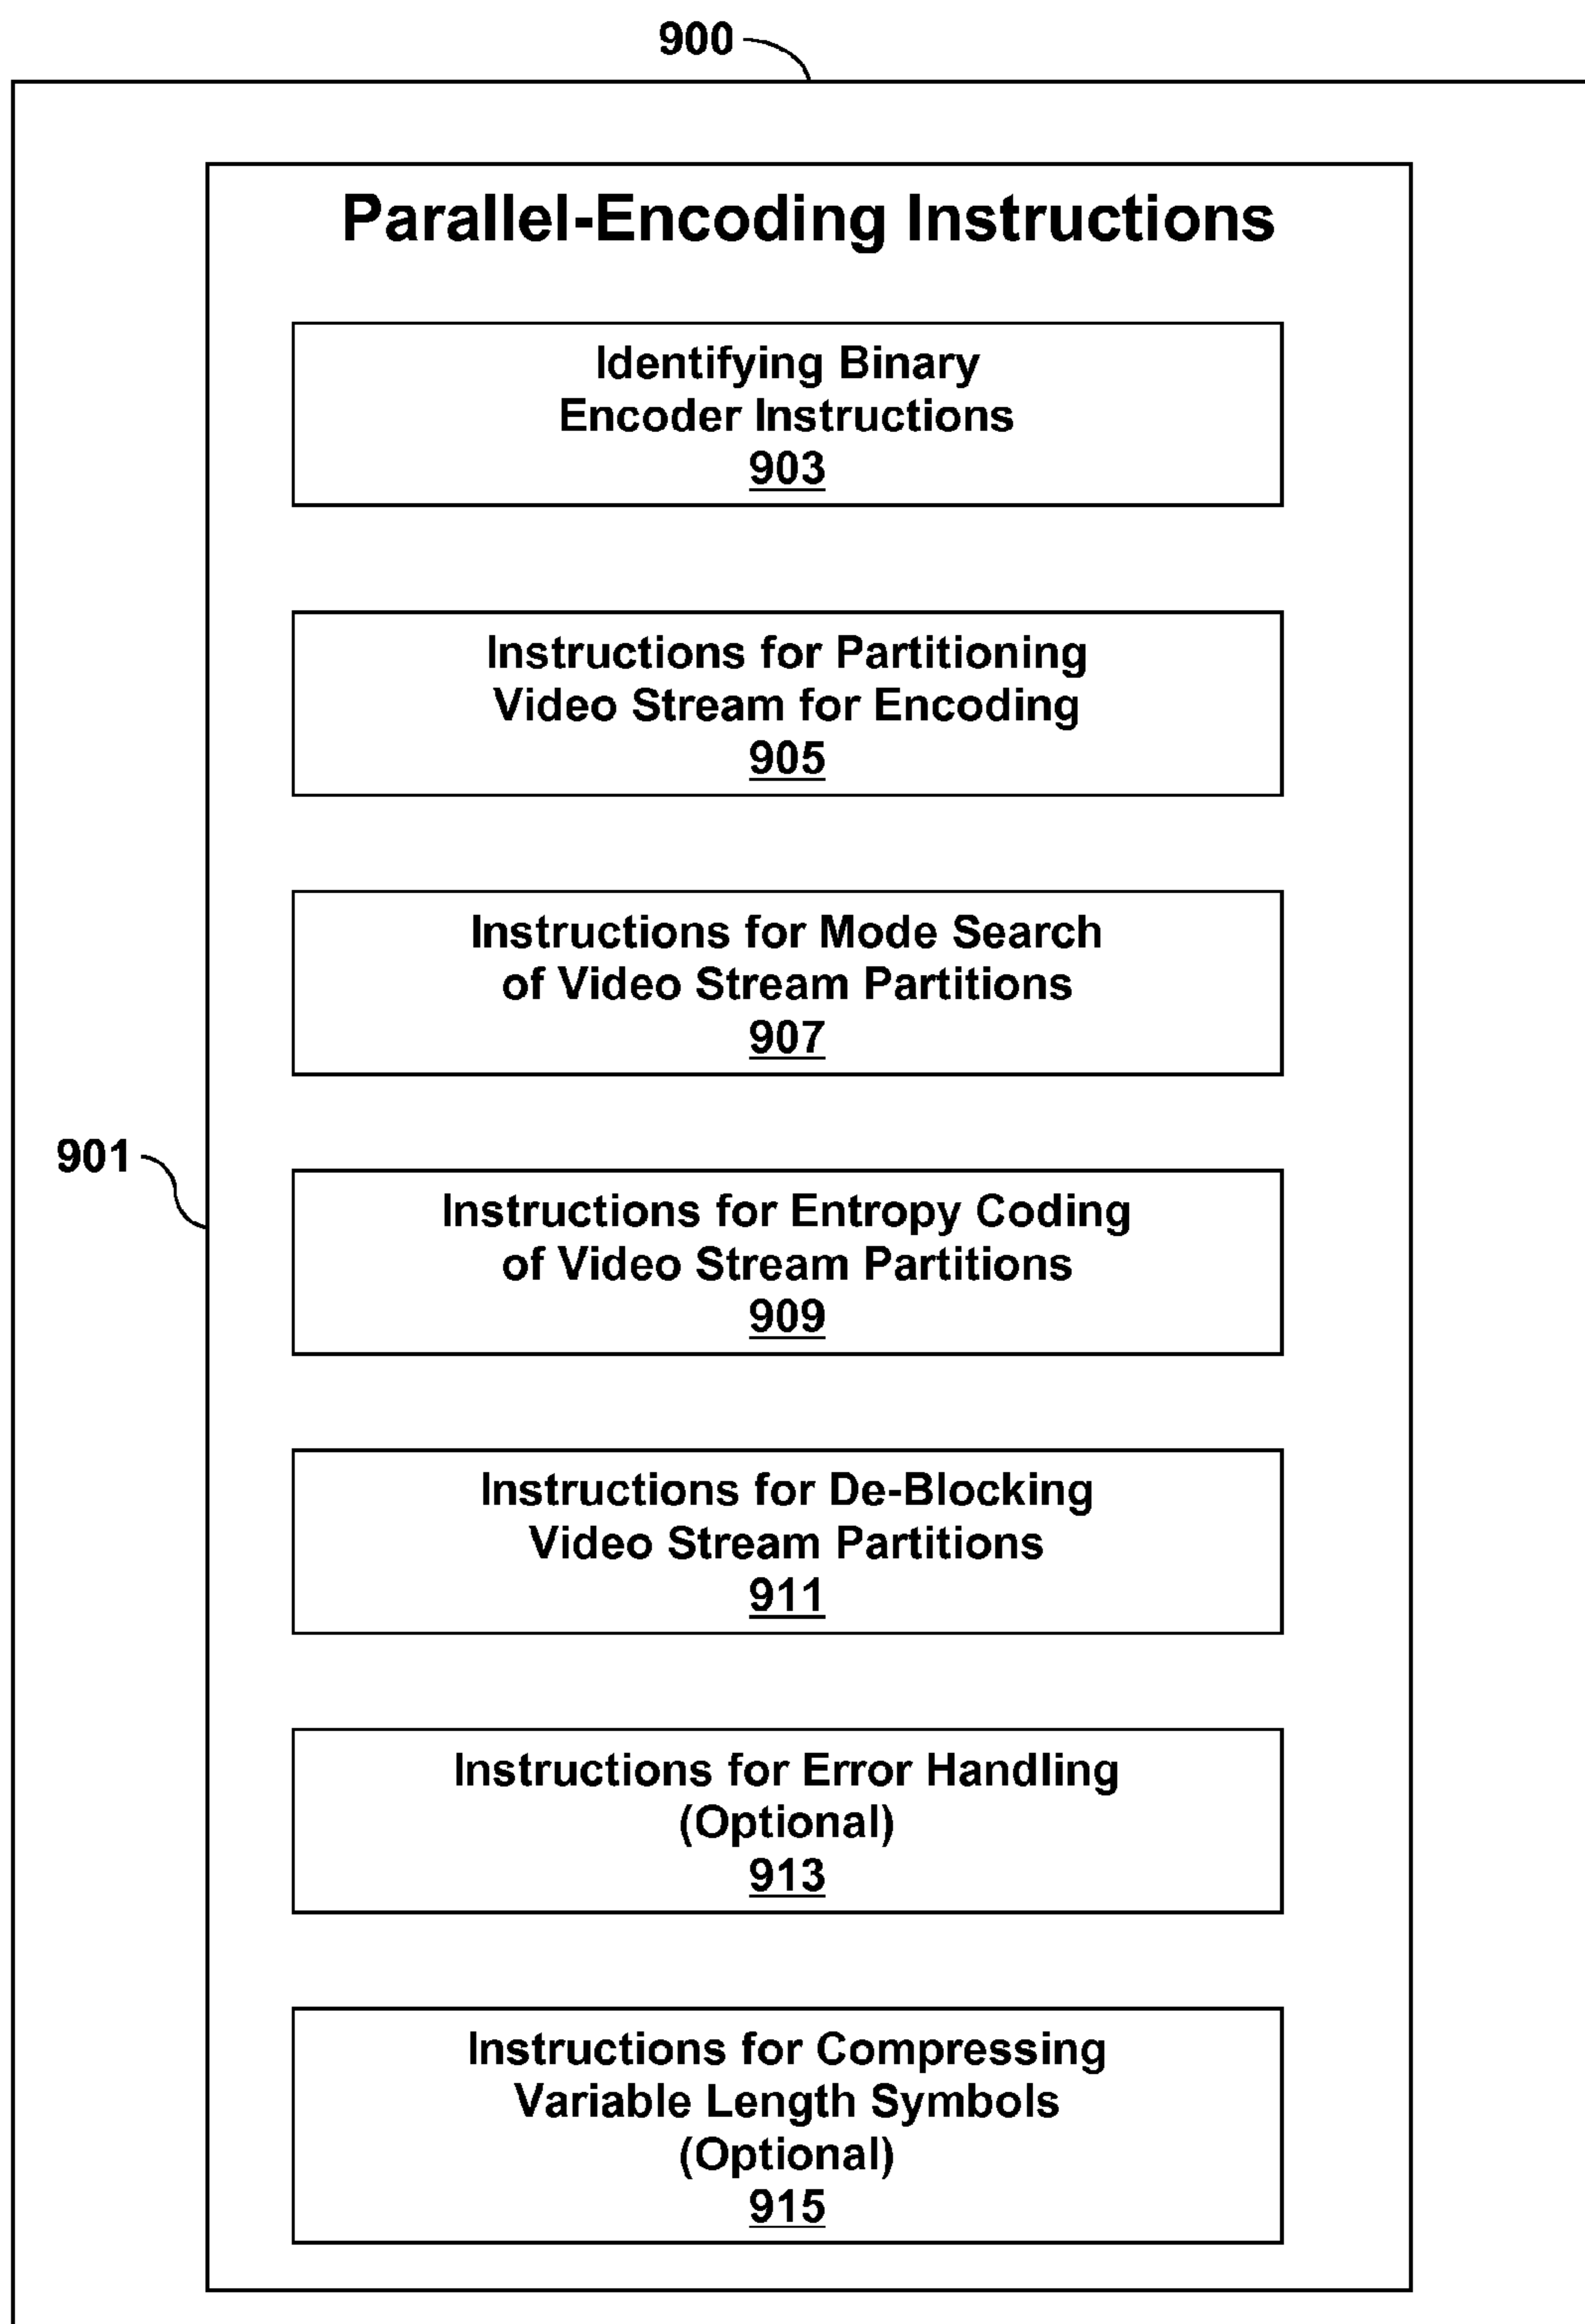 900
Parallel-Encoding Instructions
Identifying Binary
Encoder Instructions
903
Instructions for Partitioning
Video Stream for Encoding
905
Instructions for Mode Search
of Video Stream Partitions
907
901
Instructions for Entropy Coding
of Video Stream Partitions
909
Instructions for De-Blocking
Video Stream Partitions
911
Instructions for Error Handling
(Optional)
913
Instructions for Compressing
Variable Length Symbols
(Optional)
915